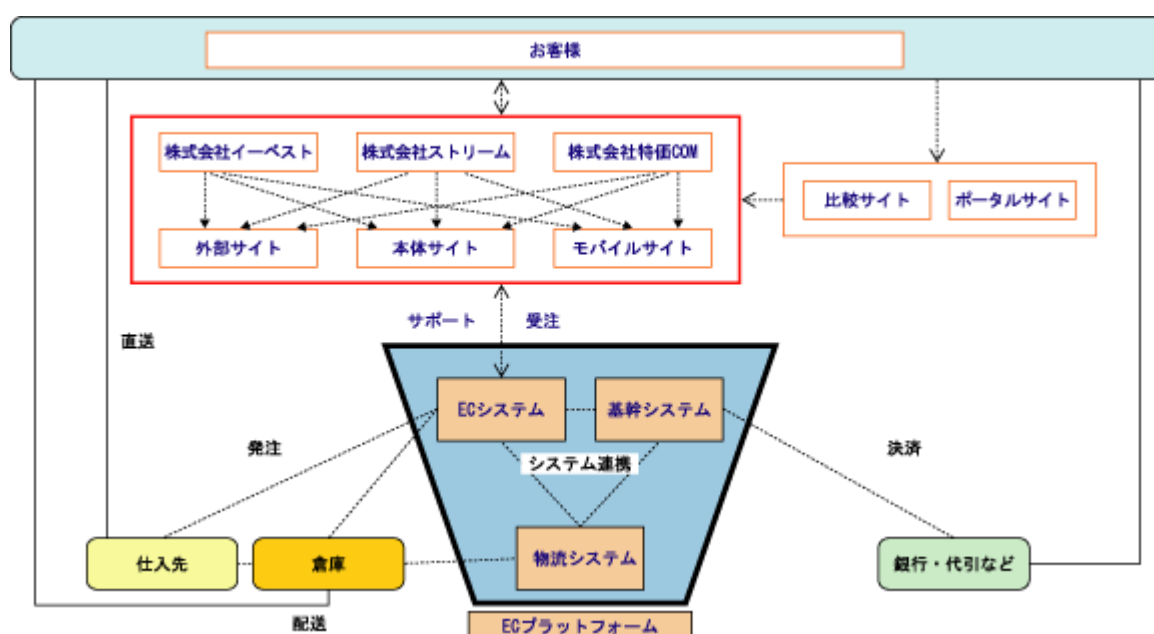 お客様
株式会社イーベスト
株式会社ストリーム
株式会社特価COM
比較サイト
ポータルサイト
外部サイト
本体サイト
モバイルサイト
サポート
受注
直送
ECシステム
基幹システム
発注
決済
システム連携
仕入先
倉庫
物流システム
銀行・代引など
配送
ECプラットフォーム